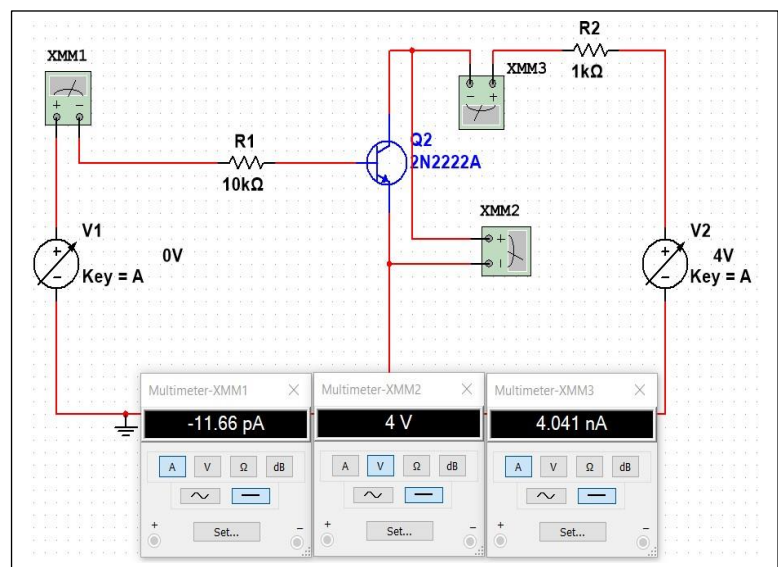 XMM1
R1
10kΩ
V1
0V
Key = A
Q2
2N2222A
XMM3
R2
1kΩ
XMM2
V2
4V
Key = A
Multimeter-XMM1
-11.66 pA
A V Ω dB
Set...
Multimeter-XMM2
4 V
A V Ω dB
Set...
Multimeter-XMM3
4.041 nA
A V Ω dB
Set...